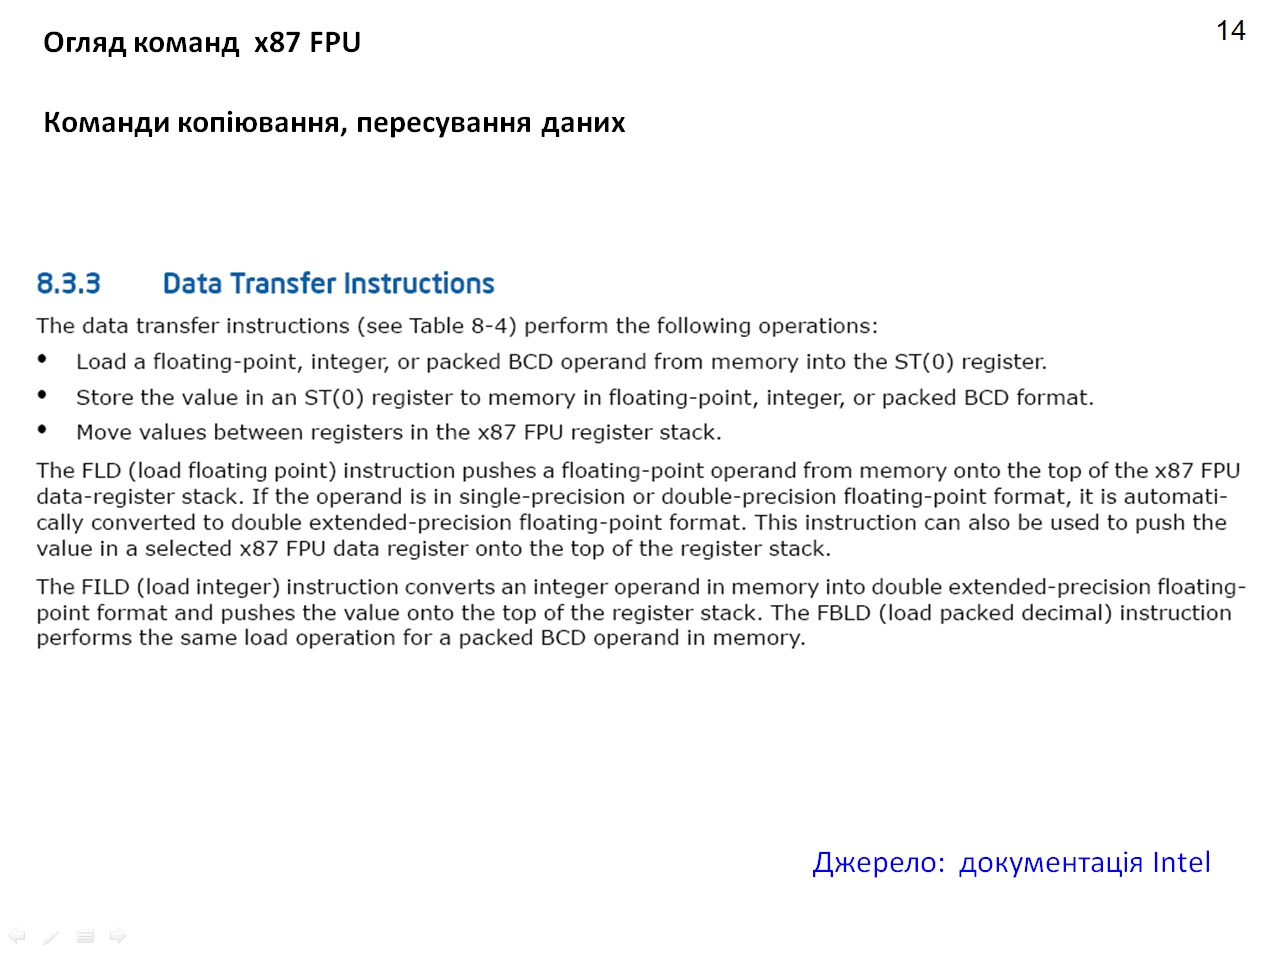 Огляд команд x87 FPU
14
Команди копіювання, пересування даних
8.3.3 Data Transfer Instructions
The data transfer instructions (see Table 8-4) perform the following operations:
• Load a floating-point, integer, or packed BCD operand from memory into the ST(0) register.
• Store the value in an ST(0) register to memory in floating-point, integer, or packed BCD format.
• Move values between registers in the x87 FPU register stack.
The FLD (load floating point) instruction pushes a floating-point operand from memory onto the top of the x87 FPU
data-register stack. If the operand is in single-precision or double-precision floating-point format, it is automati-
cally converted to double extended-precision floating-point format. This instruction can also be used to push the
value in a selected x87 FPU data register onto the top of the register stack.
The FILD (load integer) instruction converts an integer operand in memory into double extended-precision floating-
point format and pushes the value onto the top of the register stack. The FBLD (load packed decimal) instruction
performs the same load operation for a packed BCD operand in memory.
Джерело: документація Intel